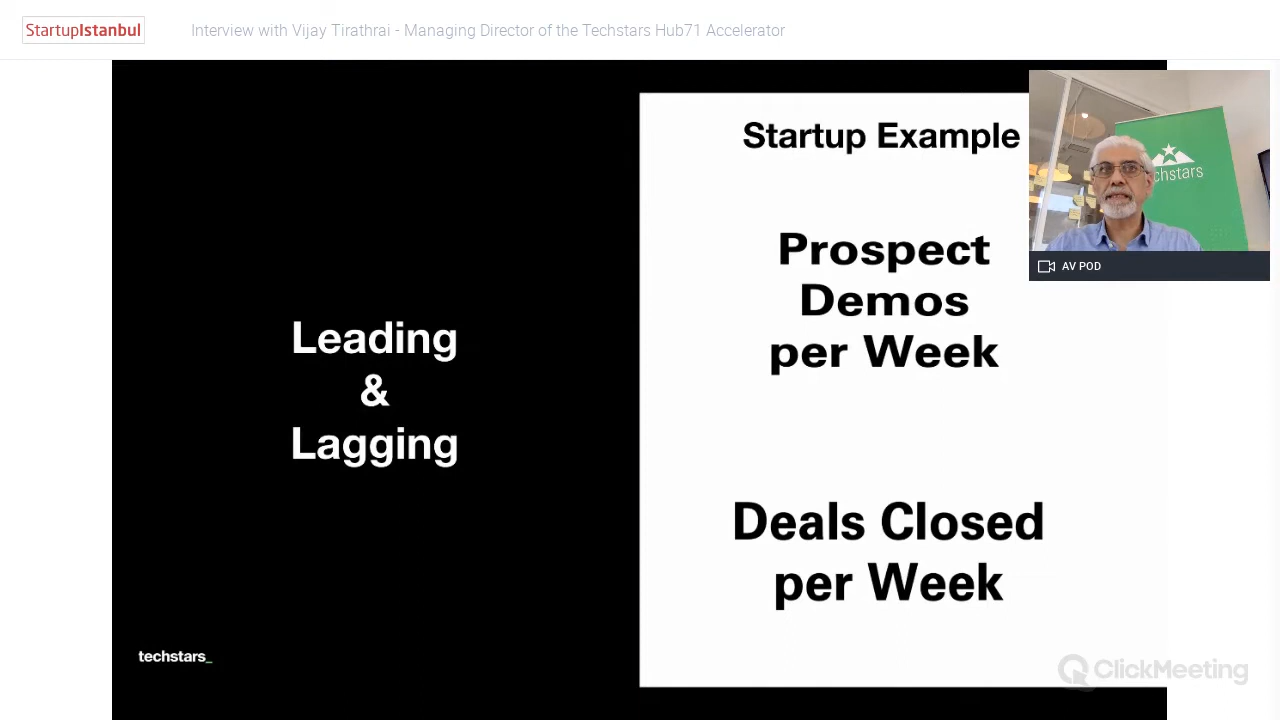 StartupIstanbul
Interview with Vijay Tirathrai - Managing Director of the Techstars Hub71 Accelerator
Leading
&
Lagging
techstars_
Startup Example
Prospect
Demos
per Week
Deals Closed
per Week
chstars
AV POD
ClickMeeting